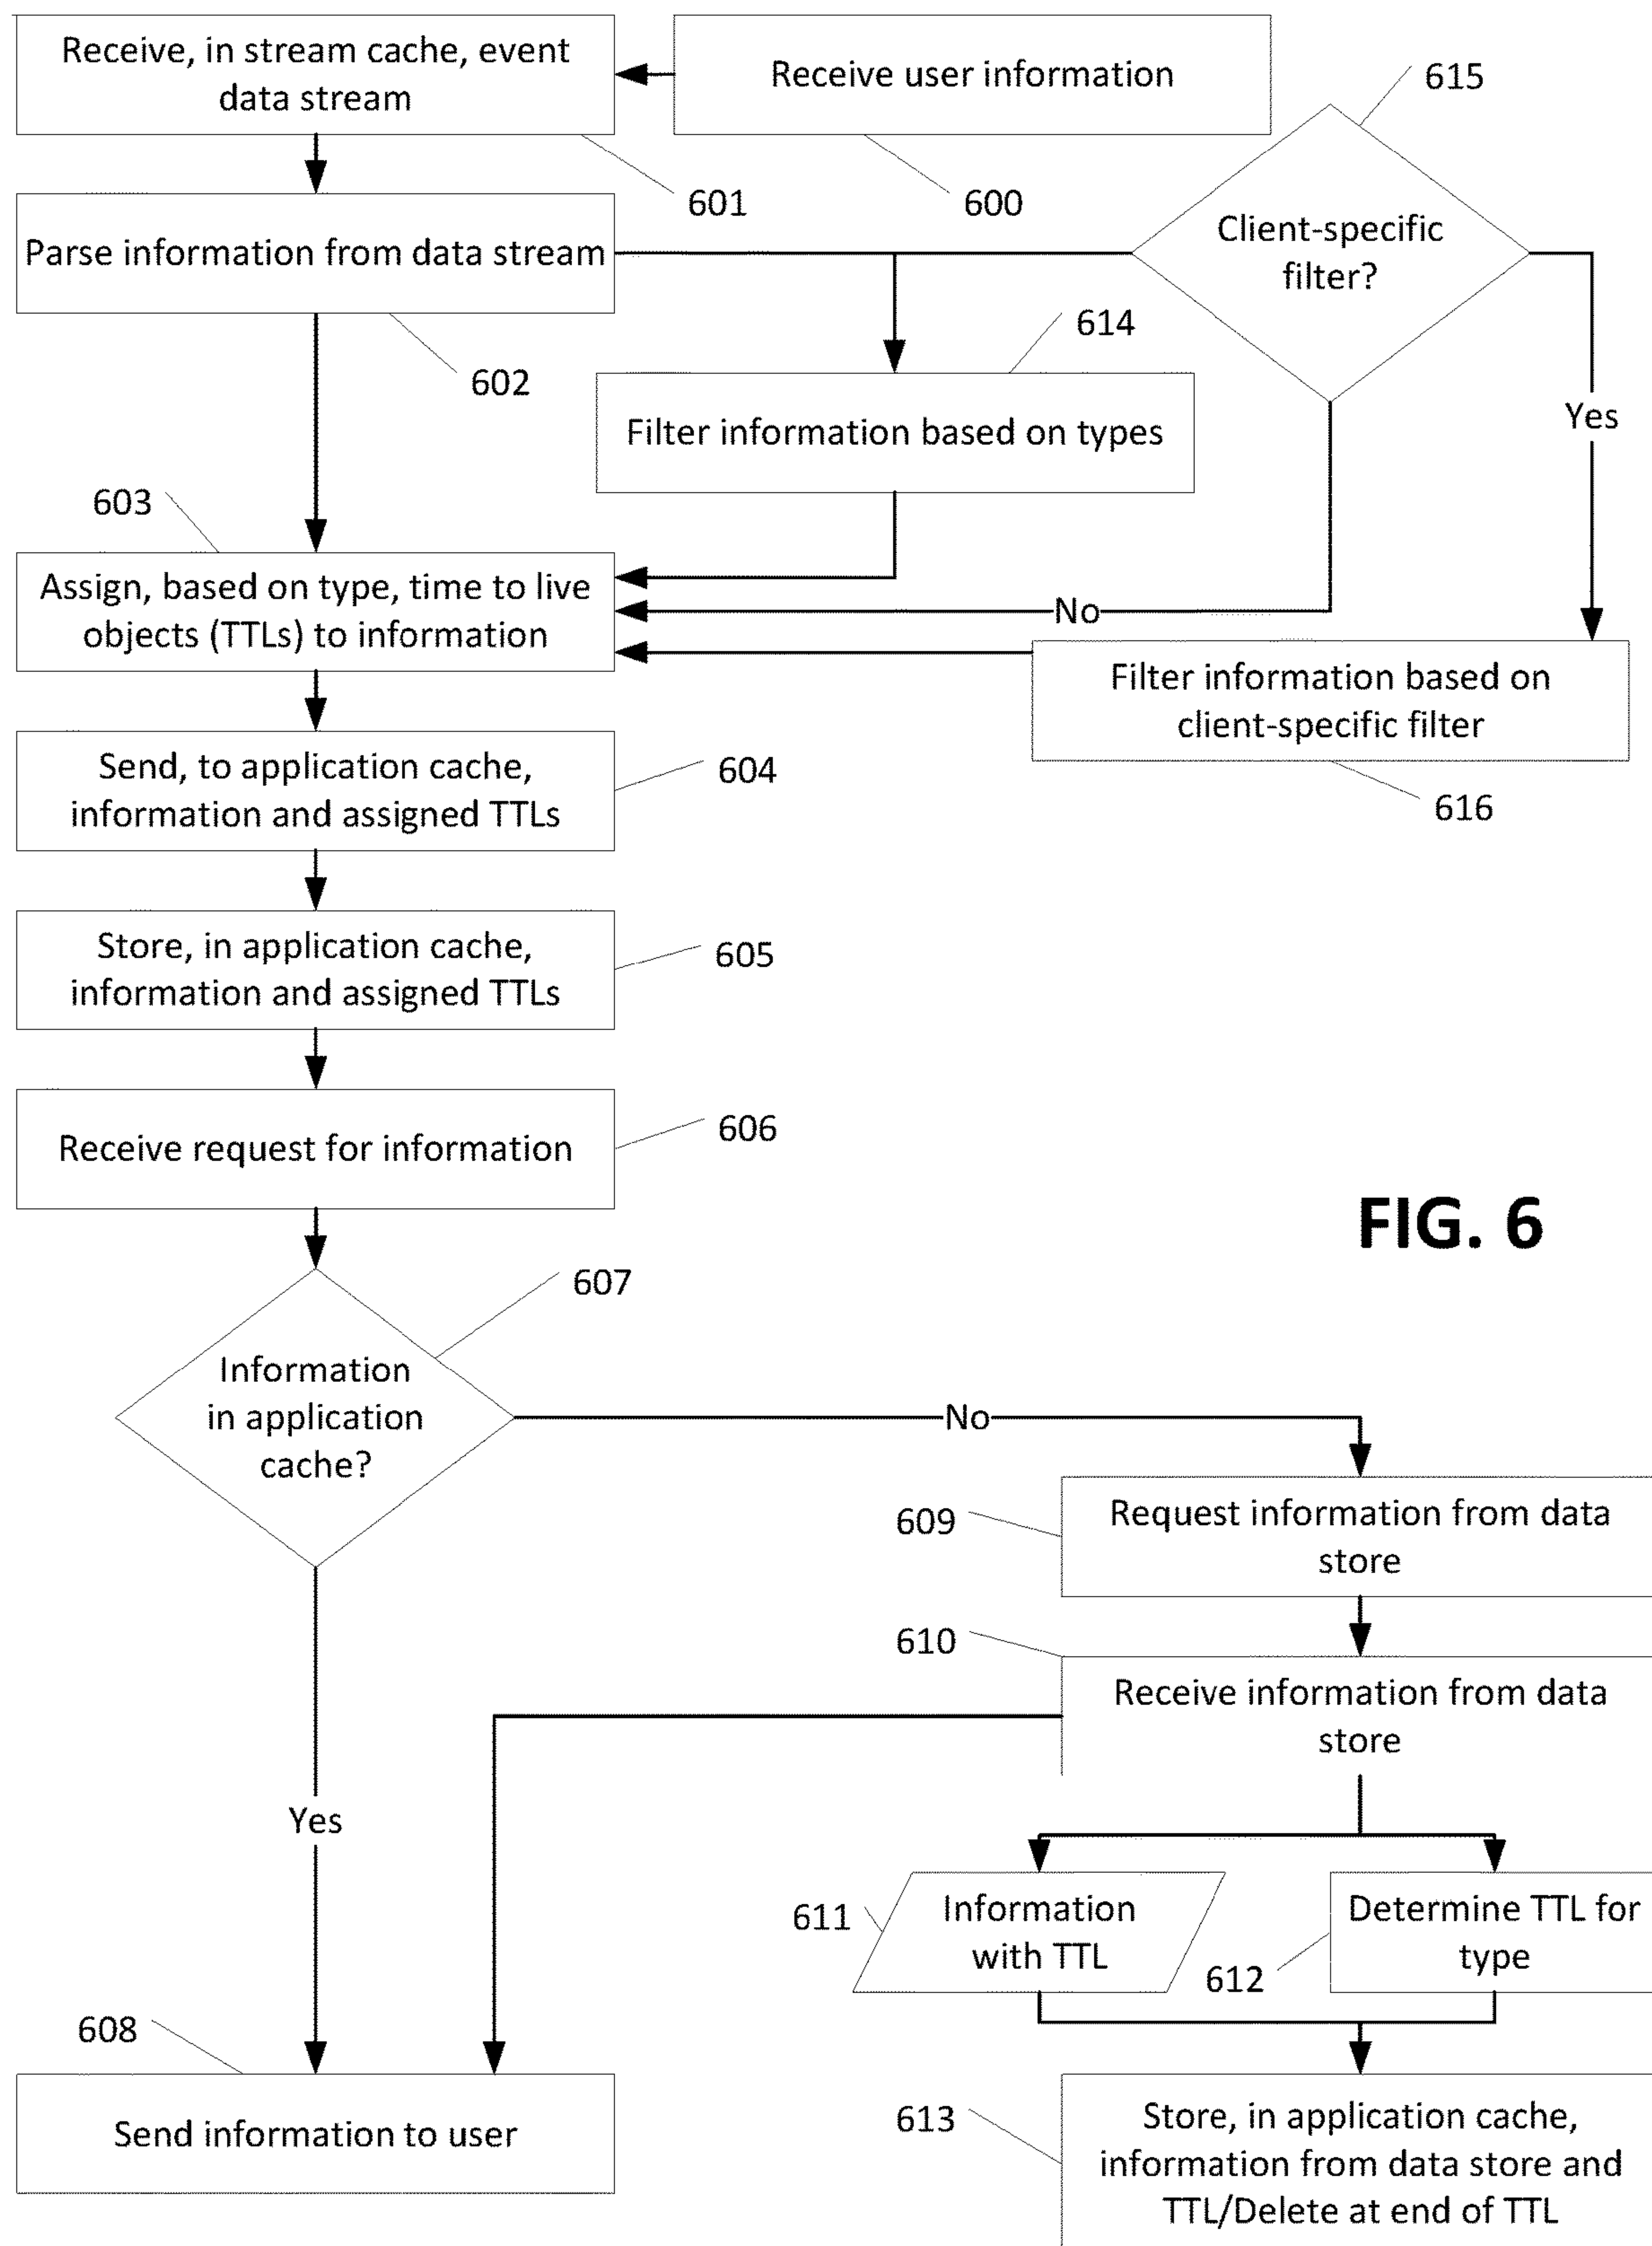 Receive, in stream cache, event
data stream
Receive user information
615
601
600
Client-specific
filter?
Parse information from data stream
614
602
Yes
Filter information based on types
603
Assign, based on type, time to live
objects (TTLs) to information
No
Filter information based on
client-specific filter
Send, to application cache,
information and assigned TTLs
604
616
Store, in application cache,
information and assigned TTLs
605
Receive request for information
606
FIG. 6
607
Information
in application
cache?
No
Request information from data
store
609
610
Receive information from data
store
Yes
611
Information
with TTL
Determine TTL for
type
612
608
Send information to user
613
Store, in application cache,
information from data store and
TTL/Delete at end of TTL